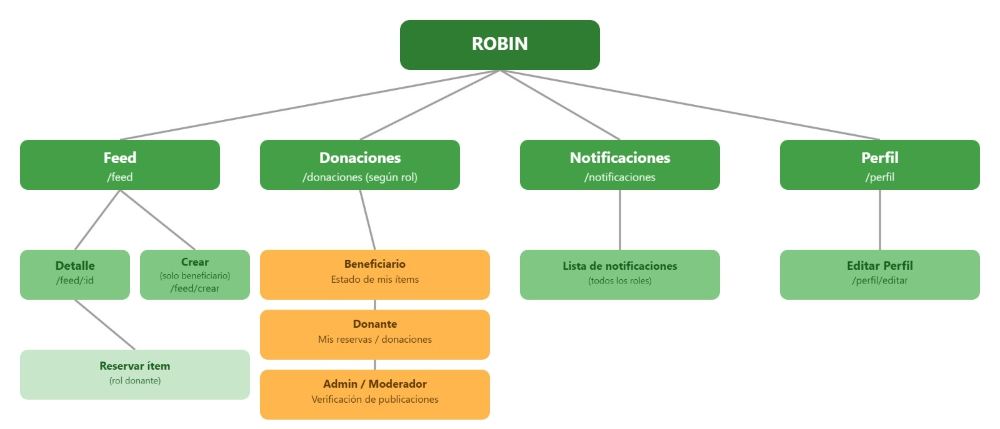 ROBIN
Feed
/feed
Donaciones
/donaciones (según rol)
Notificaciones
/notificaciones
Perfil
/perfil
Detalle
/feed/:id
Crear
(solo beneficiario)
/feed/crear
Beneficiario
Estado de mis ítems
Lista de notificaciones
(todos los roles)
Editar Perfil
/perfil/editar
Donante
Mis reservas / donaciones
Reservar ítem
(rol donante)
Admin / Moderador
Verificación de publicaciones